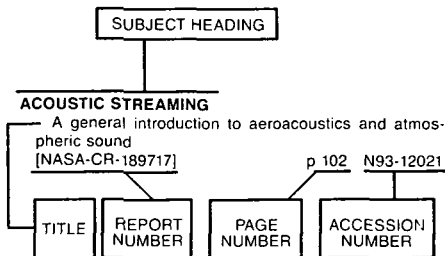 SUBJECT HEADING
ACOUSTIC STREAMING
A general introduction to aeroacoustics and atmos-
pheric sound
[NASA-CR-189717] p 102 N93-12021
TITLE REPORT NUMBER PAGE NUMBER ACCESSION NUMBER